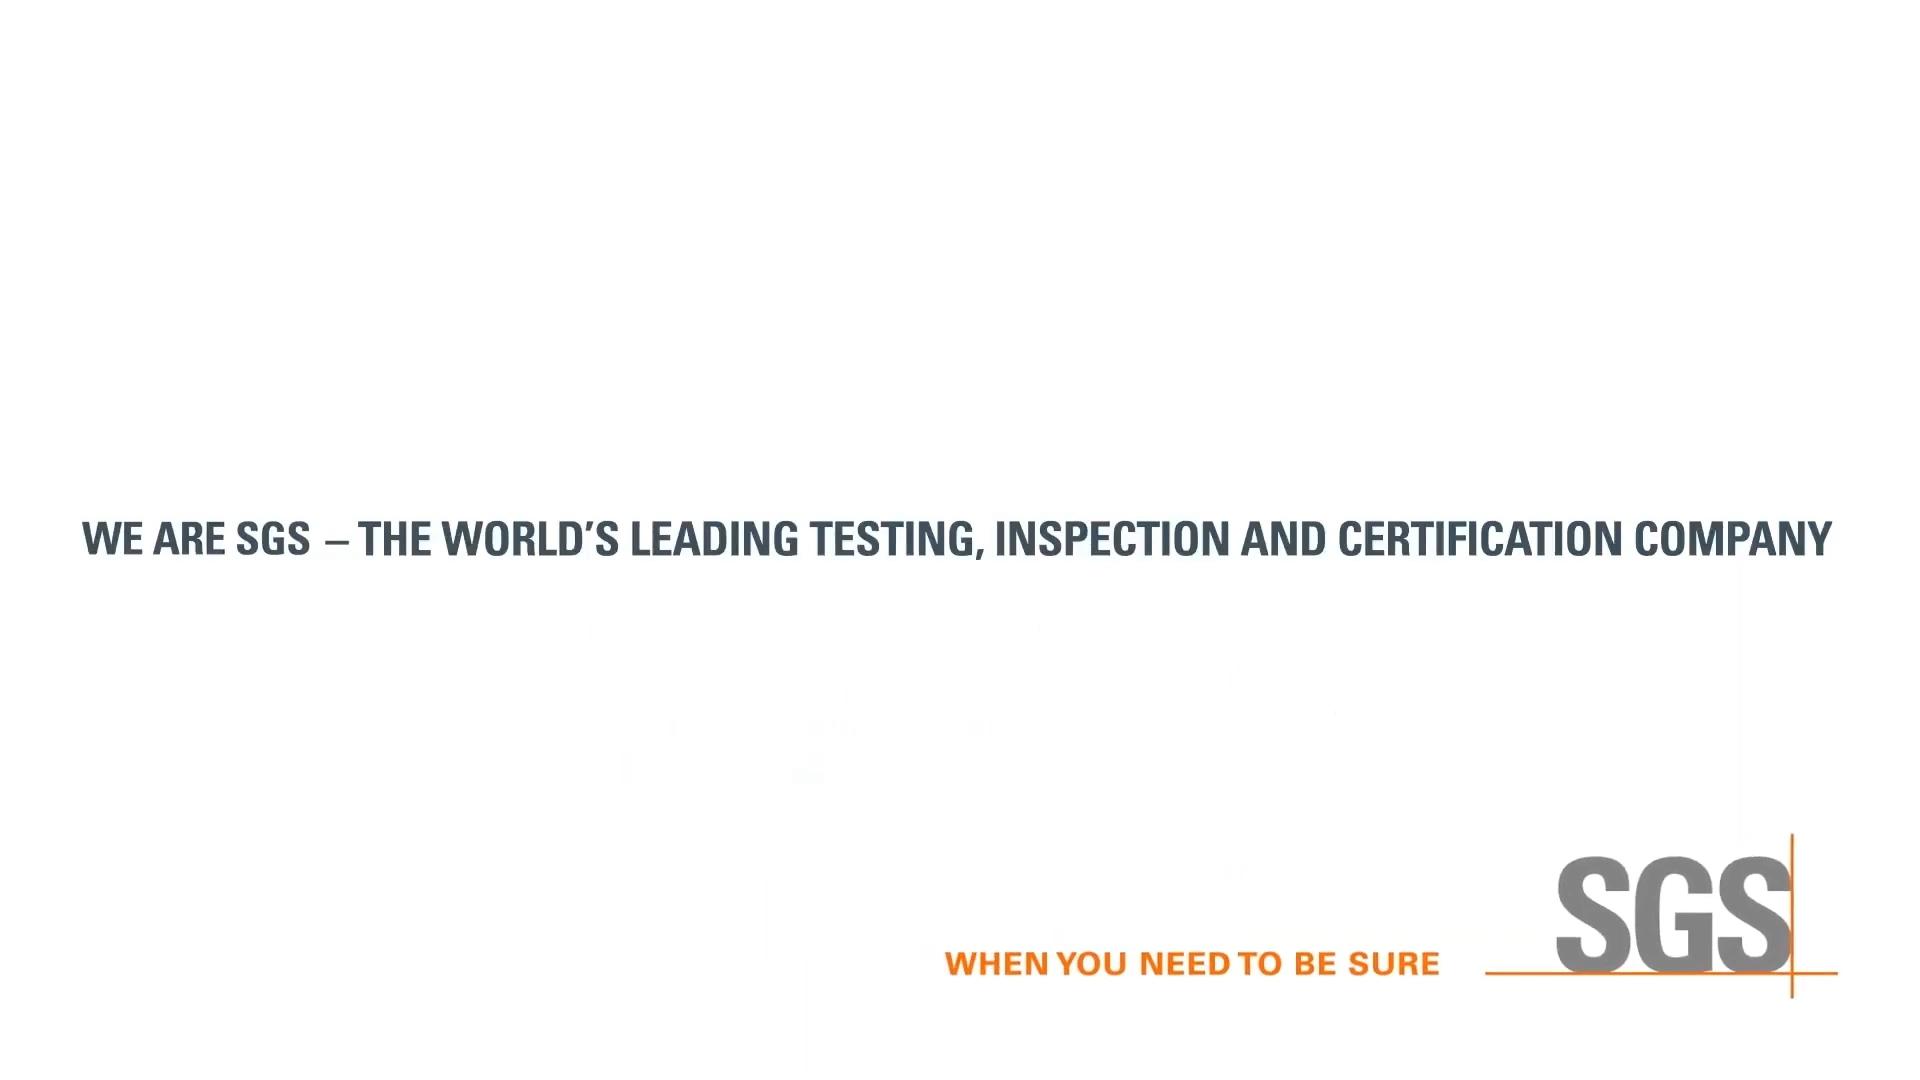 WE ARE SGS – THE WORLD’S LEADING TESTING, INSPECTION AND CERTIFICATION COMPANY
WHEN YOU NEED TO BE SURE
SGS